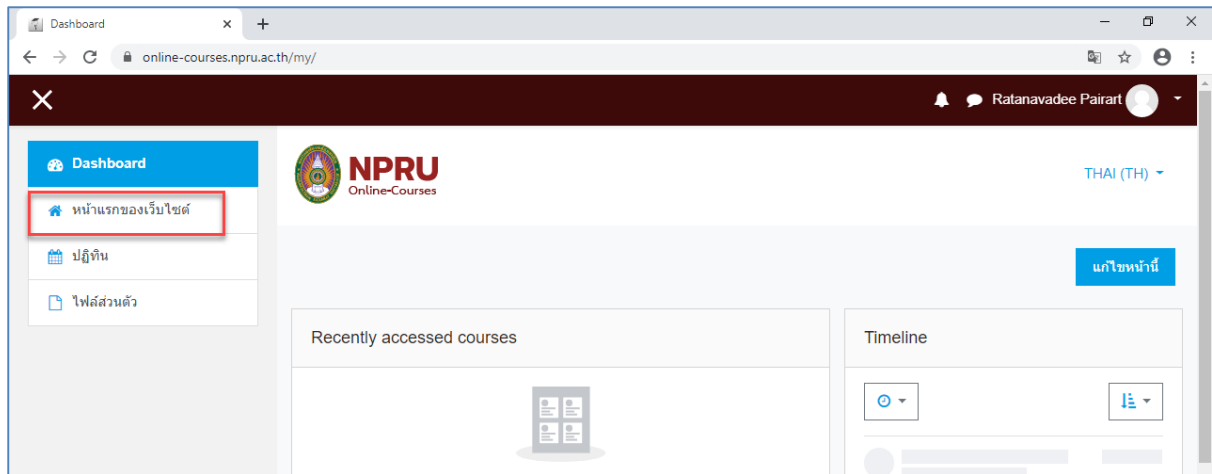 Dashboard
online-courses.npru.ac.th/my/
Ratanavadee Pairart
Dashboard
หน้าแรกของเว็บไซต์
ปฏิทิน
ไฟล์ส่วนตัว
NPRU
Online-Courses
THAI (TH)
แก้ไขหน้านี้
Recently accessed courses
Timeline